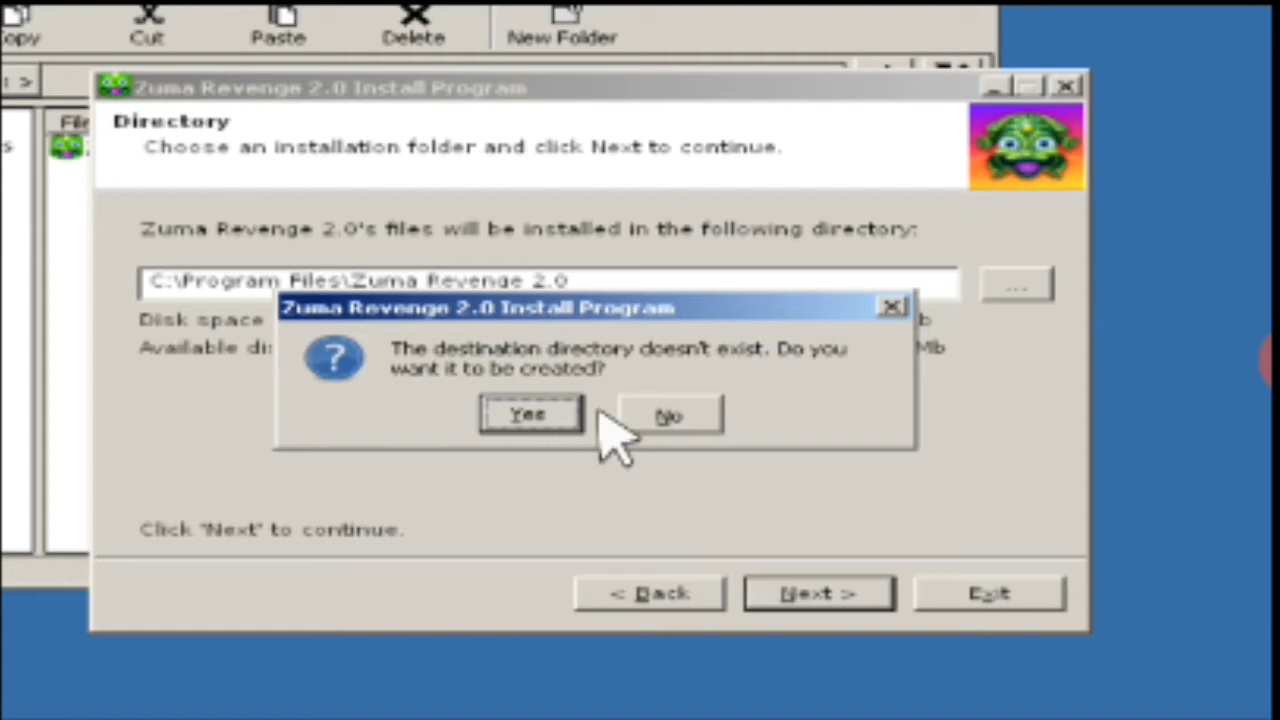 Cut
Paste
Delete
New Folder
Zuma Revenge 2.0 Install Program
Directory
Choose an installation folder and click Next to continue.
Zuma Revenge 2.0's files will be installed in the following directory:
C:\Program Files\Zuma Revenge 2.0
...
Disk space
Available
Mb
Zuma Revenge 2.0 Install Program
?
The destination directory doesn't exist. Do you
want it to be created?
Yes
No
Click "Next" to continue.
< Back
Next >
Exit